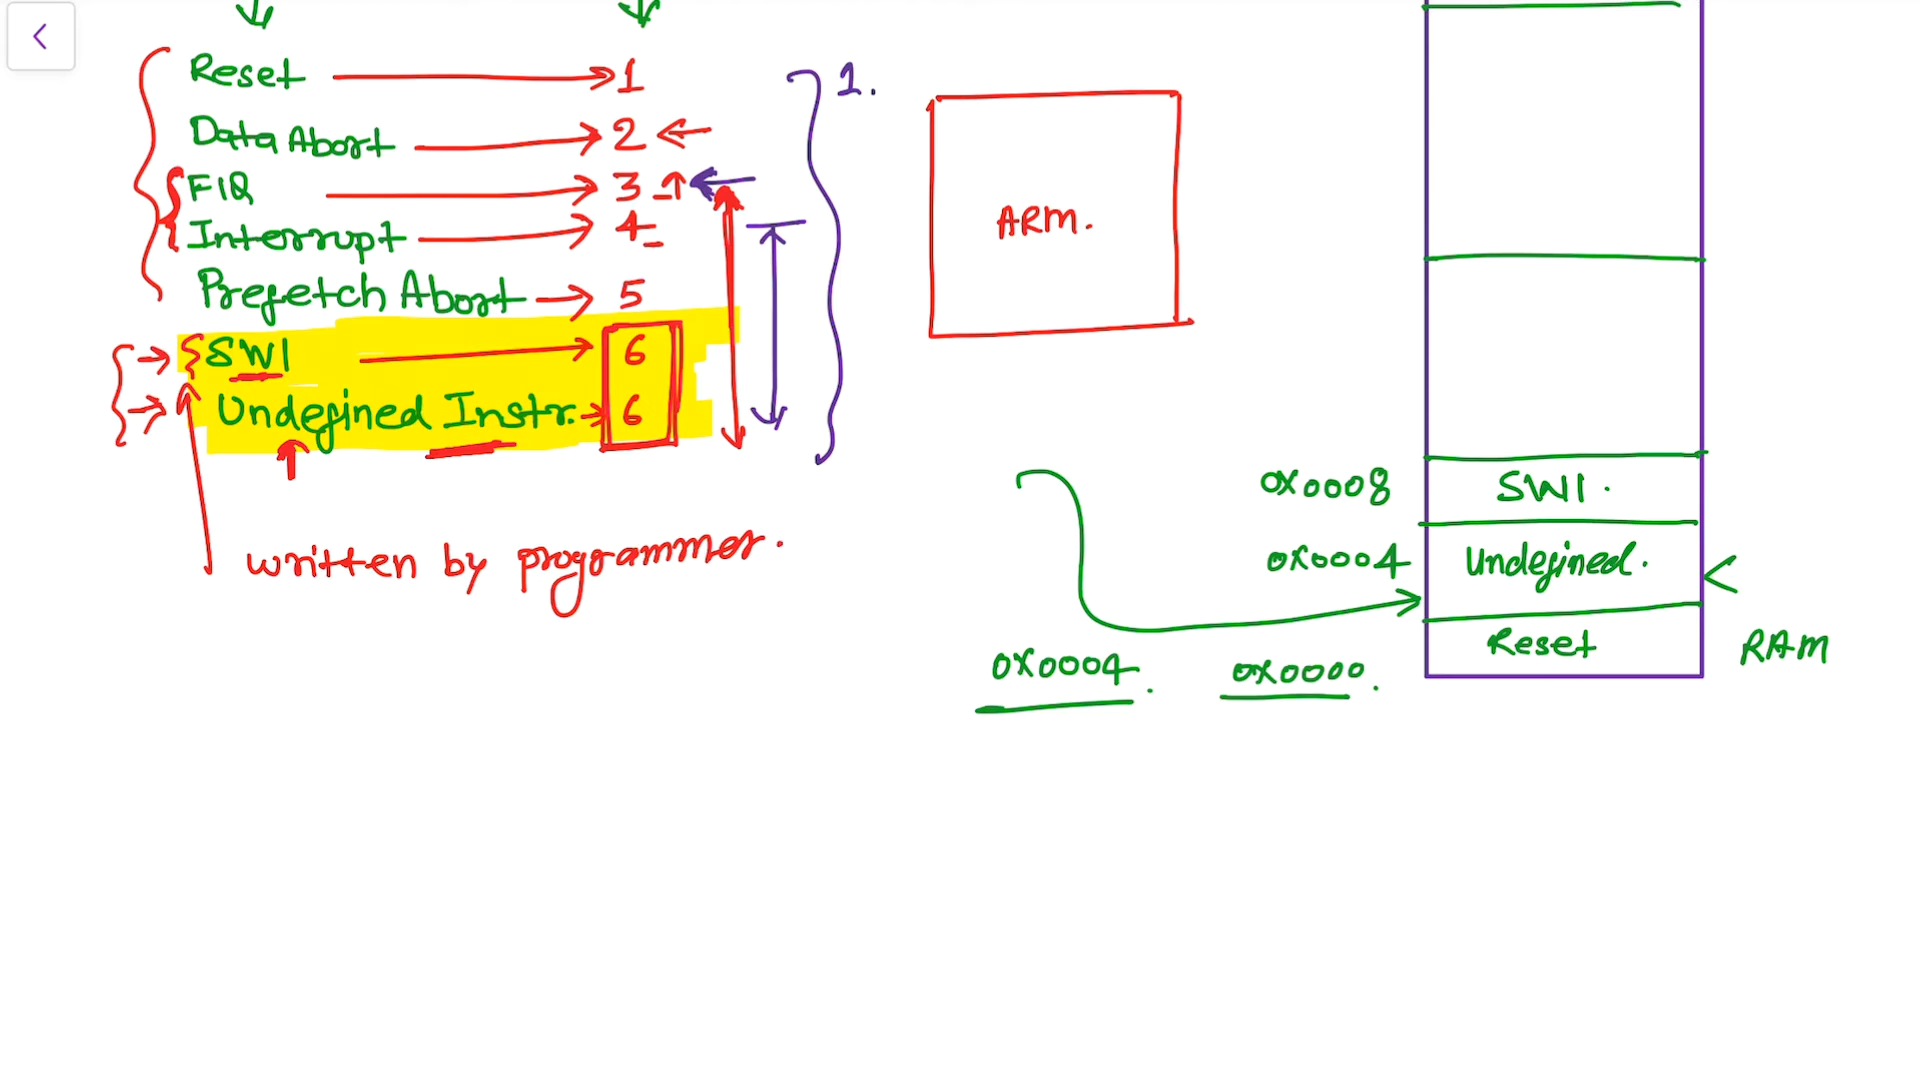 Reset 1
Data Abort 2
FIQ 3
Interrupt 4
Prefetch Abort 5
SWI 6
Undefined Instr. 6
written by programmer.
1.
ARM.
0x0008 SWI.
0x0004 Undefined.
Reset
RAM
0x0004. 0x0000.